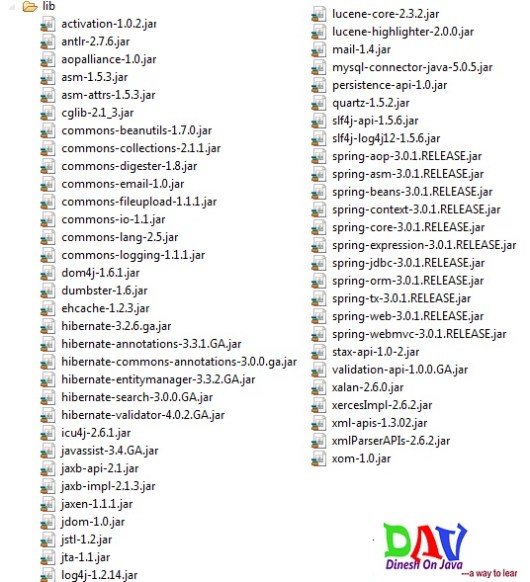 lib
activation-1.0.2.jar
antlr-2.7.6.jar
aopalliance-1.0.jar
asm-1.5.3.jar
asm-attrs-1.5.3.jar
cglib-2.1_3.jar
commons-beanutils-1.7.0.jar
commons-collections-2.1.1.jar
commons-digester-1.8.jar
commons-email-1.0.jar
commons-fileupload-1.1.1.jar
commons-io-1.1.jar
commons-lang-2.5.jar
commons-logging-1.1.1.jar
dom4j-1.6.1.jar
dumbster-1.6.jar
ehcache-1.2.3.jar
hibernate-3.2.6.ga.jar
hibernate-annotations-3.3.1.GA.jar
hibernate-commons-annotations-3.0.0.ga.jar
hibernate-entitymanager-3.3.2.GA.jar
hibernate-search-3.0.0.GA.jar
hibernate-validator-4.0.2.GA.jar
icu4j-2.6.1.jar
javassist-3.4.GA.jar
jaxb-api-2.1.jar
jaxb-impl-2.1.3.jar
jaxen-1.1.1.jar
jdom-1.0.jar
jstl-1.2.jar
jta-1.1.jar
log4j-1.2.14.jar
lucene-core-2.3.2.jar
lucene-highlighter-2.0.0.jar
mail-1.4.jar
mysql-connector-java-5.0.5.jar
persistence-api-1.0.jar
quartz-1.5.2.jar
slf4j-api-1.5.6.jar
slf4j-log4j12-1.5.6.jar
spring-aop-3.0.1.RELEASE.jar
spring-asm-3.0.1.RELEASE.jar
spring-beans-3.0.1.RELEASE.jar
spring-context-3.0.1.RELEASE.jar
spring-core-3.0.1.RELEASE.jar
spring-expression-3.0.1.RELEASE.jar
spring-jdbc-3.0.1.RELEASE.jar
spring-orm-3.0.1.RELEASE.jar
spring-tx-3.0.1.RELEASE.jar
spring-web-3.0.1.RELEASE.jar
spring-webmvc-3.0.1.RELEASE.jar
stax-api-1.0-2.jar
validation-api-1.0.0.GA.jar
xalan-2.6.0.jar
xercesImpl-2.6.2.jar
xml-apis-1.3.02.jar
xmlParserAPIs-2.6.2.jar
xom-1.0.jar
DAV
Dinesh On Java
---a way to lear